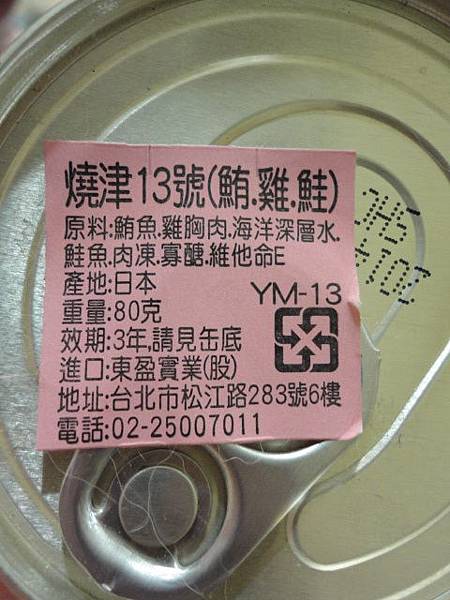 燒津13號(鮪.雞.鮭)
原料:鮪魚.雞胸肉.海洋深層水.
鮭魚.肉凍.寡醣.維他命E
產地:日本
YM-13
重量:80克
效期:3年,請見缶底
進口:東盈實業(股)
地址:台北市松江路283號6樓
電話:02-25007011